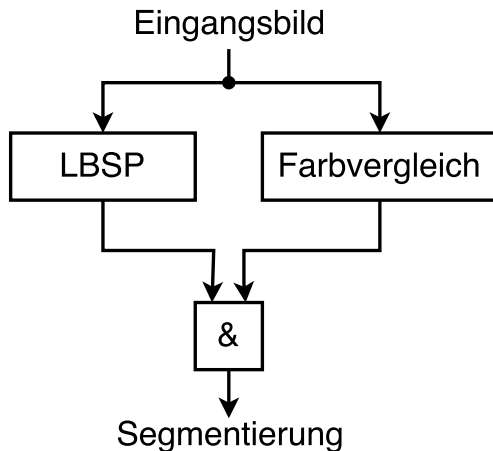 Eingangsbild
LBSP
Farbvergleich
&
Segmentierung